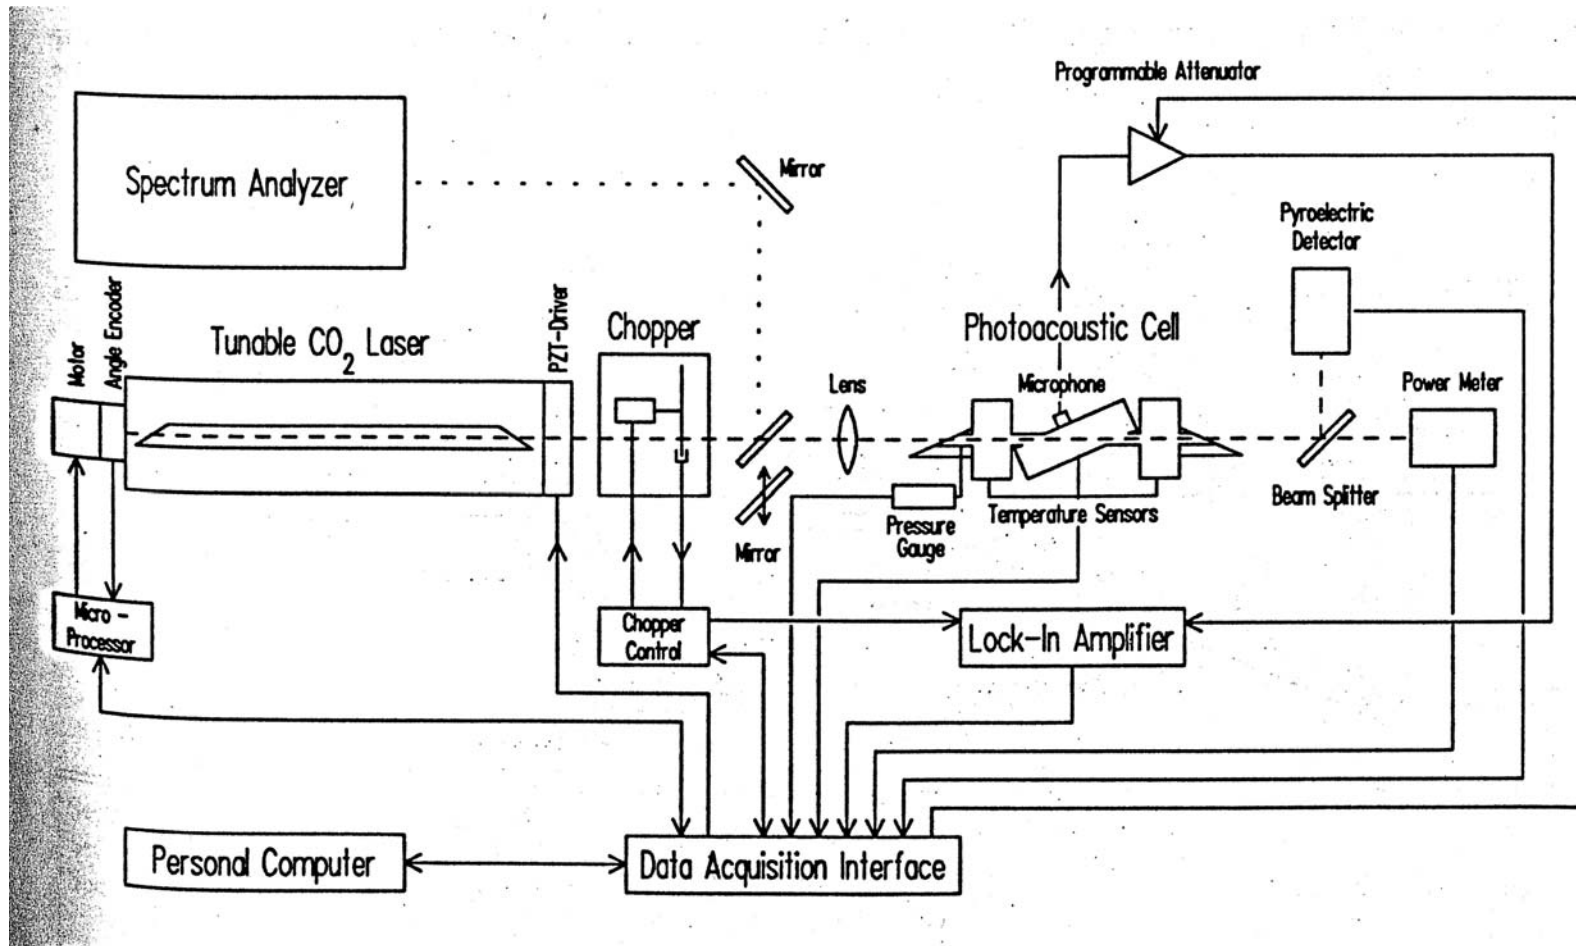 Programmable Attenuator
Spectrum Analyzer
Mirror
Pyroelectric
Detector
Motor
Angle Encoder
Tunable CO2 Laser
PZT-Driver
Chopper
Lens
Photoacoustic Cell
Microphone
Power Meter
Pressure
Gauge
Temperature Sensors
Beam Splitter
Mirror
Micro -
Processor
Chopper
Control
Lock-In Amplifier
Personal Computer
Data Acquisition Interface